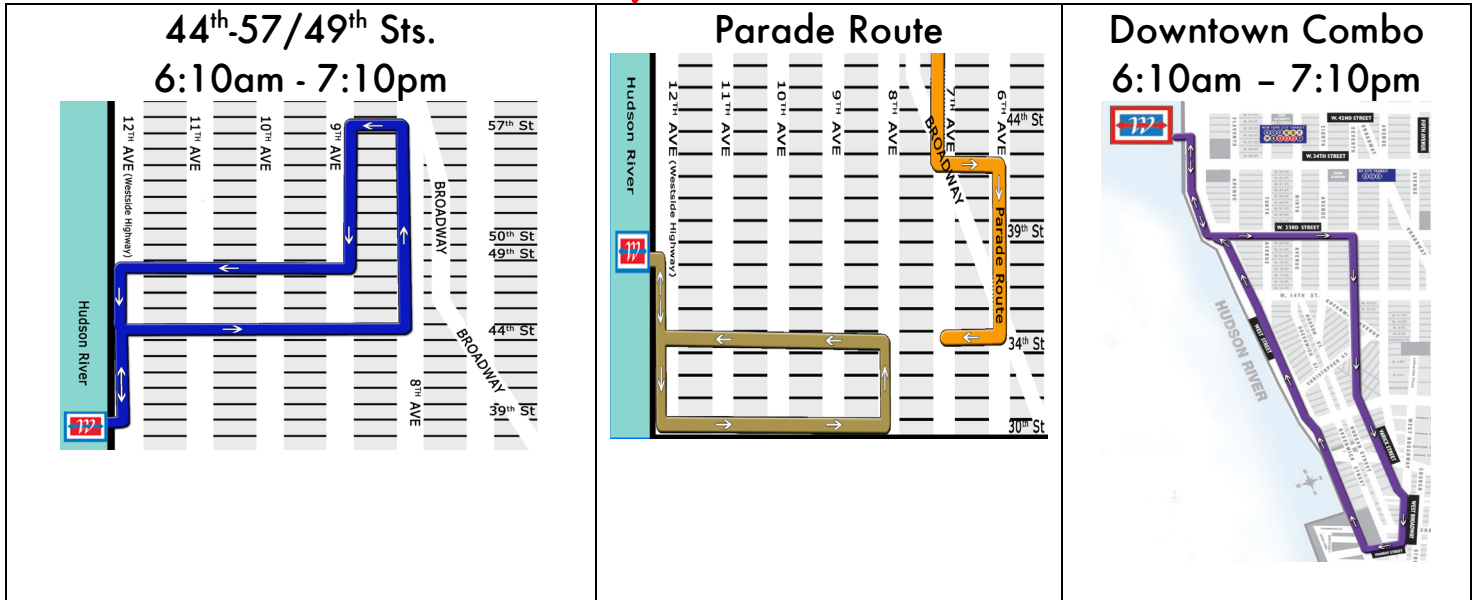 44th-57/49th Sts.
6:10am - 7:10pm
12TH AVE (Westside Highway)
11TH AVE
10TH AVE
9TH AVE
57th St
BROADWAY
50th St
49th St
Hudson River
44th St
BROADWAY
8TH AVE
39th St
W
Parade Route
Hudson River
12TH AVE (Westside Highway)
11TH AVE
10TH AVE
9TH AVE
8TH AVE
7TH AVE
6TH AVE
44th St
BROADWAY
39th St
Parade Route
W
34th St
30th St
Downtown Combo
6:10am – 7:10pm
W
W. 42ND STREET
FIFTH AVENUE
W. 34TH STREET
W. 23RD STREET
W. 14TH ST.
HUDSON RIVER
WEST STREET
CHRISTOPHER ST
VARICK STREET
WEST BROADWAY
MURRAY STREET